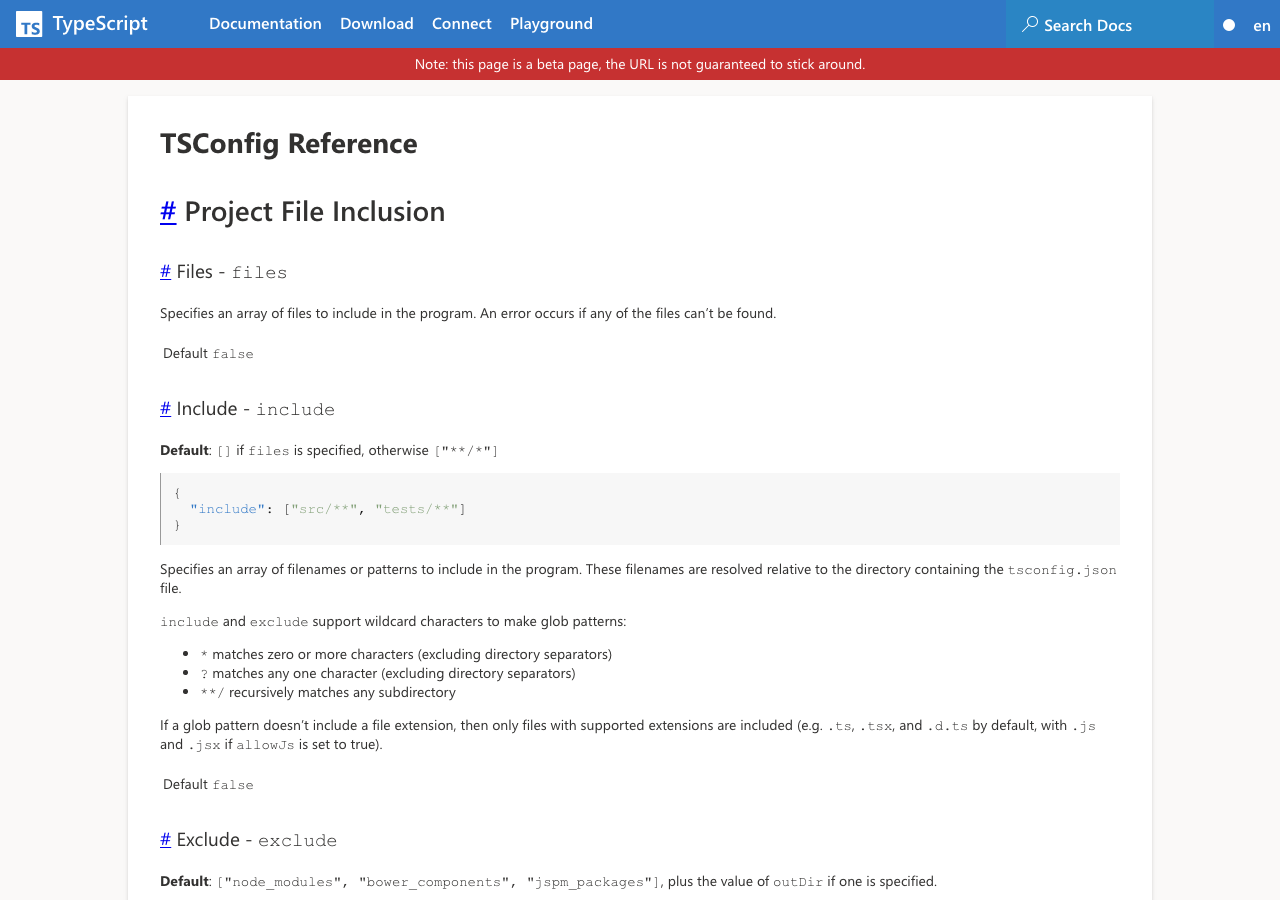 TS TypeScript Documentation Download Connect Playground Search Docs en
Note: this page is a beta page, the URL is not guaranteed to stick around.
TSConfig Reference
# Project File Inclusion
# Files - files
Specifies an array of files to include in the program. An error occurs if any of the files can’t be found.
Default false
# Include - include
Default: [] if files is specified, otherwise ["**/*"]
{
  "include": ["src/**", "tests/**"]
}
Specifies an array of filenames or patterns to include in the program. These filenames are resolved relative to the directory containing the tsconfig.json
file.
include and exclude support wildcard characters to make glob patterns:
• * matches zero or more characters (excluding directory separators)
• ? matches any one character (excluding directory separators)
• **/ recursively matches any subdirectory
If a glob pattern doesn’t include a file extension, then only files with supported extensions are included (e.g. .ts, .tsx, and .d.ts by default, with .js
and .jsx if allowJs is set to true).
Default false
# Exclude - exclude
Default: ["node_modules", "bower_components", "jspm_packages"], plus the value of outDir if one is specified.